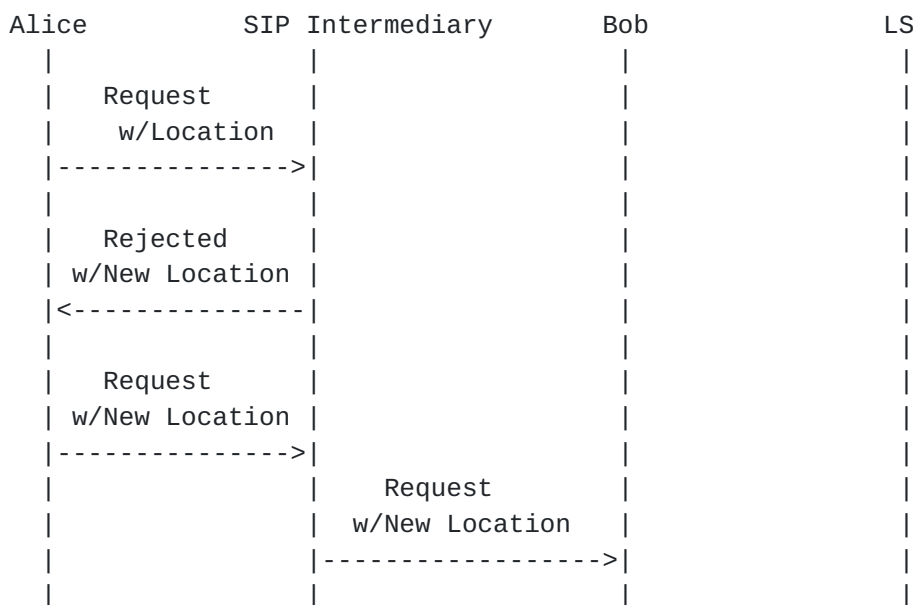 Alice          SIP Intermediary       Bob               LS
  |                |                   |                 |
  |   Request      |                   |                 |
  |    w/Location  |                   |                 |
  |--------------->|                   |                 |
  |                |                   |                 |
  |   Rejected     |                   |                 |
  | w/New Location |                   |                 |
  |<---------------|                   |                 |
  |                |                   |                 |
  |   Request      |                   |                 |
  | w/New Location |                   |                 |
  |--------------->|                   |                 |
  |                |    Request        |                 |
  |                |  w/New Location   |                 |
  |                |------------------>|                 |
  |                |                   |                 |